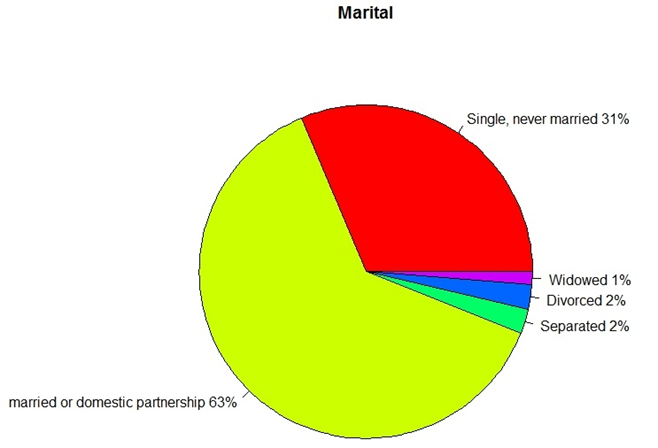 Marital
Single, never married 31%
Widowed 1%
Divorced 2%
Separated 2%
married or domestic partnership 63%